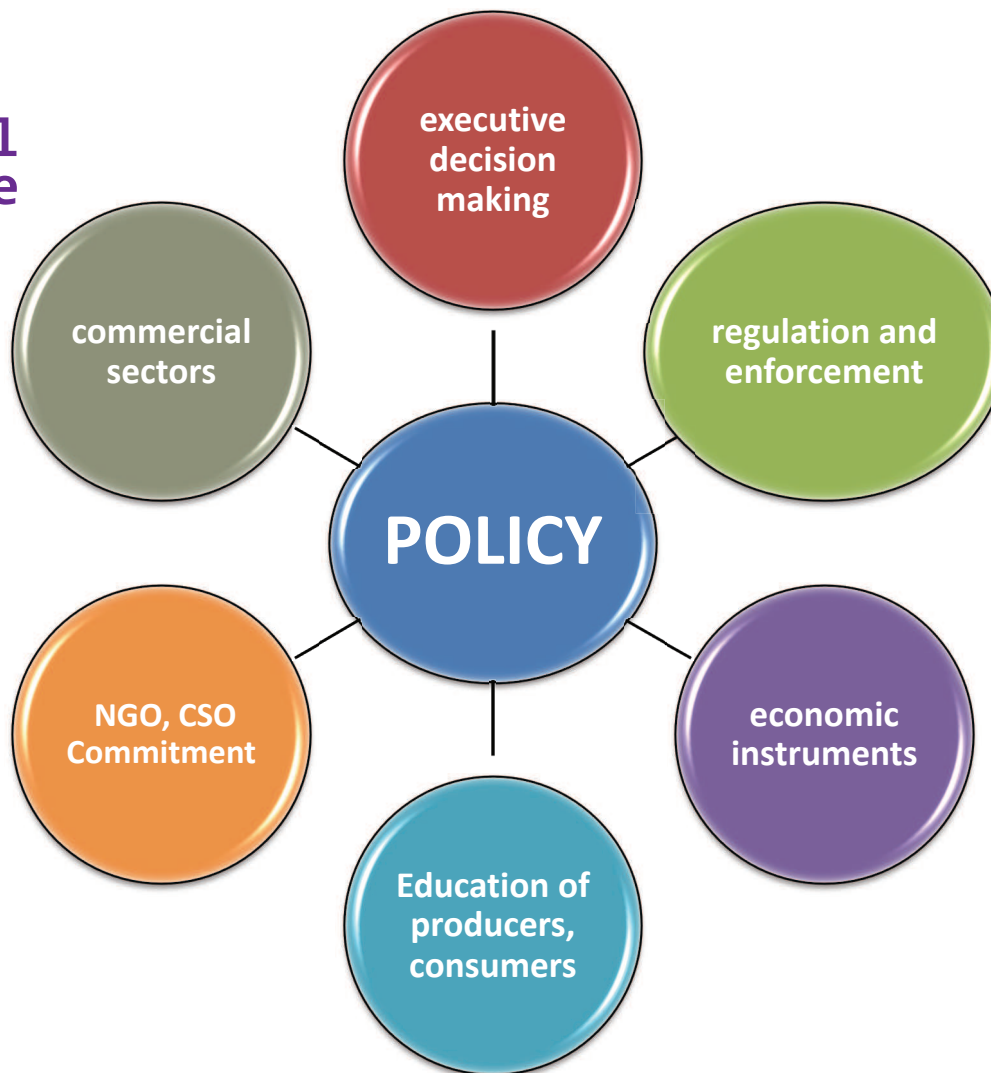 executive
decision
making
regulation and
enforcement
economic
instruments
Education of
producers,
consumers
NGO, CSO
Commitment
commercial
sectors
POLICY